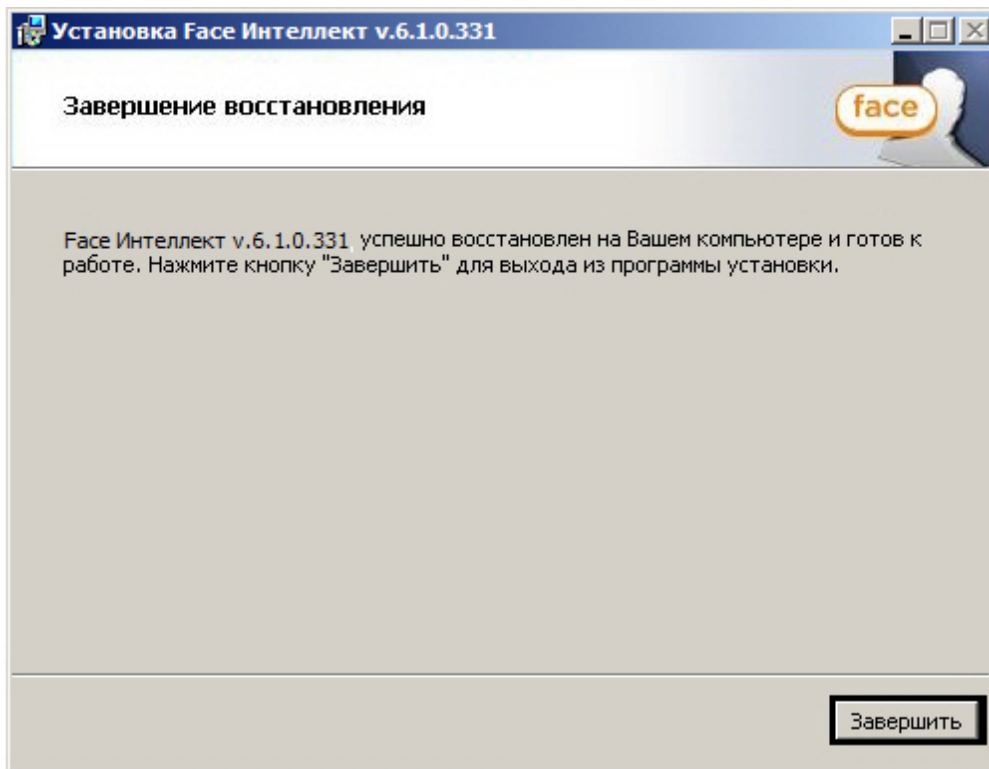 Установка Face Интеллект v.6.1.0.331
Завершение восстановления
face
Face Интеллект v.6.1.0.331 успешно восстановлен на Вашем компьютере и готов к
работе. Нажмите кнопку "Завершить" для выхода из программы установки.
Завершить